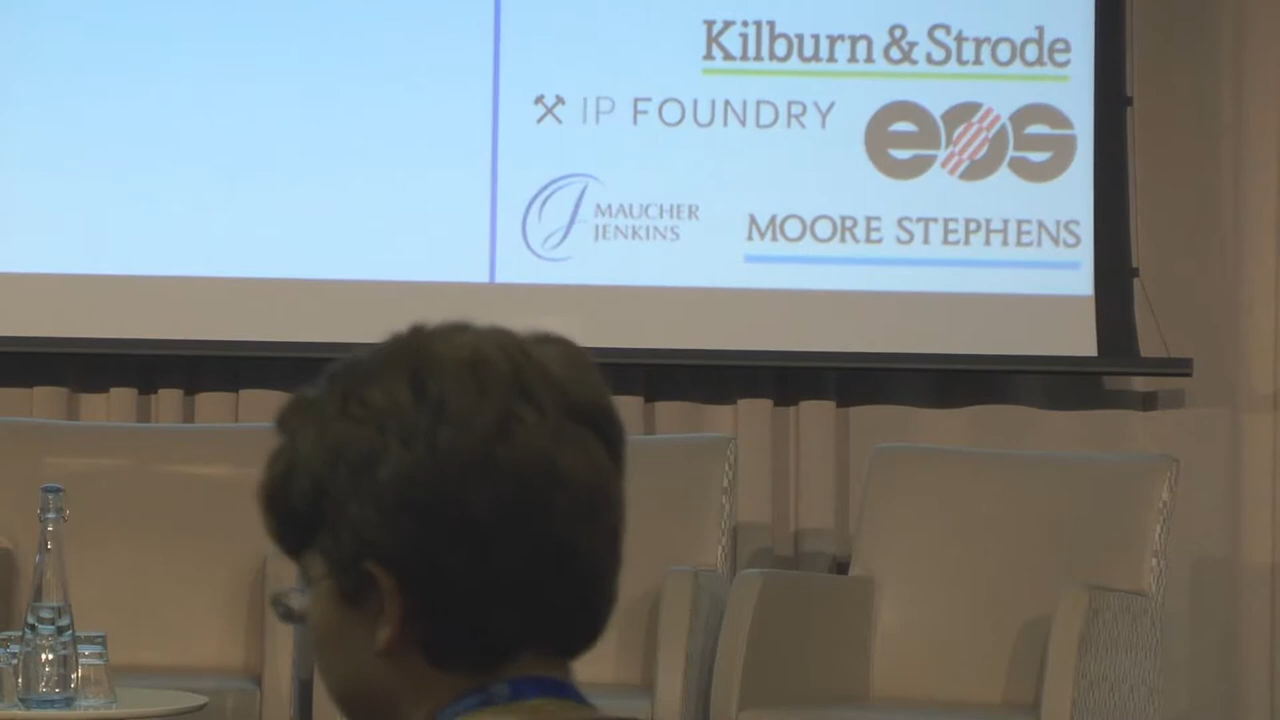 Kilburn & Strode
IP FOUNDRY
eos
MAUCHER
JENKINS
MOORE STEPHENS